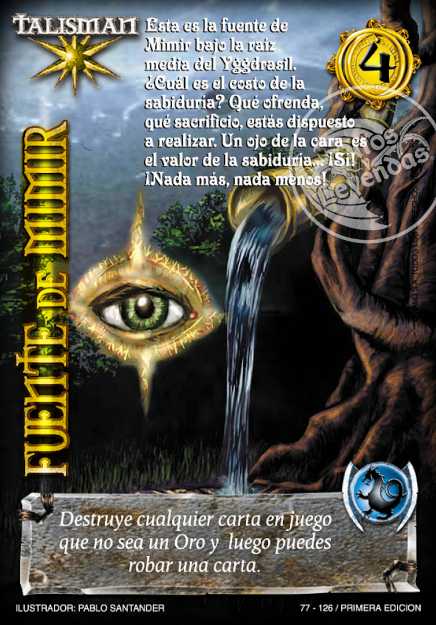 TALISMAN
Esta es la fuente de
Mimir bajo la raíz
media del Yggdrasil.
¿Cuál es el costo de la
sabiduría? Qué ofrenda,
qué sacrificio, estás dispuesto
a realizar. Un ojo de la cara es
el valor de la sabiduría... ¡Sí!
¡Nada más, nada menos!
4
Leyendas
FUENTE DE MIMIR
Destruye cualquier carta en juego
que no sea un Oro y luego puedes
robar una carta.
ILUSTRADOR: PABLO SANTANDER
77 - 126 / PRIMERA EDICION